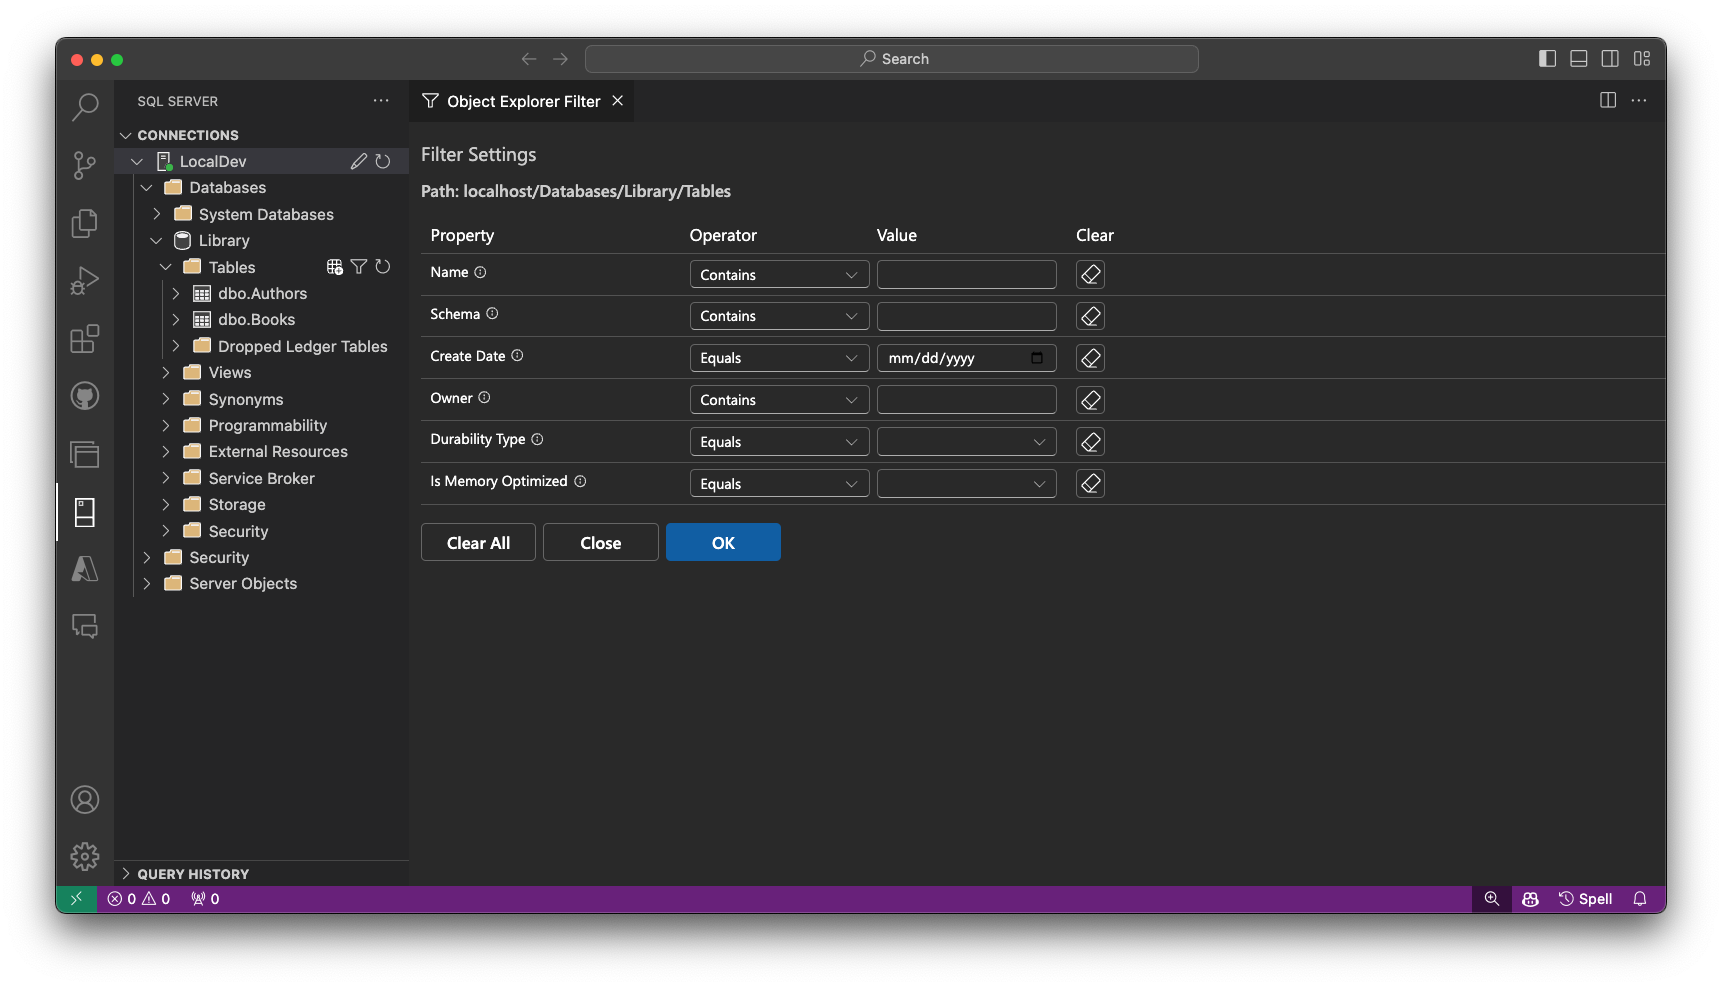 Search
SQL SERVER
CONNECTIONS
LocalDev
Databases
System Databases
Library
Tables
dbo.Authors
dbo.Books
Dropped Ledger Tables
Views
Synonyms
Programmability
External Resources
Service Broker
Storage
Security
Security
Server Objects
QUERY HISTORY
Object Explorer Filter
Filter Settings
Path: localhost/Databases/Library/Tables
Property Operator Value Clear
Name Contains
Schema Contains
Create Date Equals mm/dd/yyyy
Owner Contains
Durability Type Equals
Is Memory Optimized Equals
Clear All Close OK
0 0 0 Spell